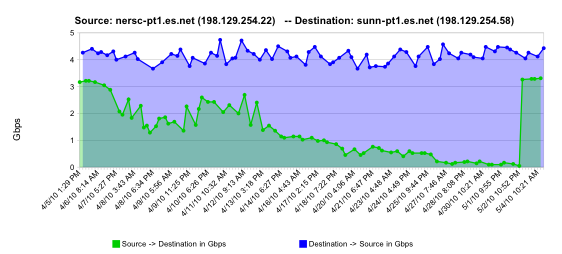 Source: nersc-pt1.es.net (198.129.254.22)   -- Destination: sunn-pt1.es.net (198.129.254.58)
5
4
3
2
1
0
Gbps
4/5/10 1:29 PM
4/6/10 8:14 AM
4/7/10 5:27 PM
4/8/10 3:43 AM
4/8/10 6:34 PM
4/9/10 5:56 AM
4/9/10 11:25 PM
4/10/10 6:26 PM
4/11/10 10:32 AM
4/12/10 9:13 AM
4/13/10 3:18 PM
4/14/10 6:27 PM
4/16/10 4:43 AM
4/17/10 2:15 PM
4/18/10 7:22 PM
4/20/10 4:06 AM
4/21/10 6:47 PM
4/23/10 4:49 AM
4/24/10 4:49 PM
4/25/10 9:44 PM
4/27/10 7:46 AM
4/28/10 8:08 PM
4/30/10 10:21 AM
5/1/10 9:55 PM
5/2/10 10:52 PM
5/4/10 10:21 AM
Source -> Destination in Gbps
Destination -> Source in Gbps